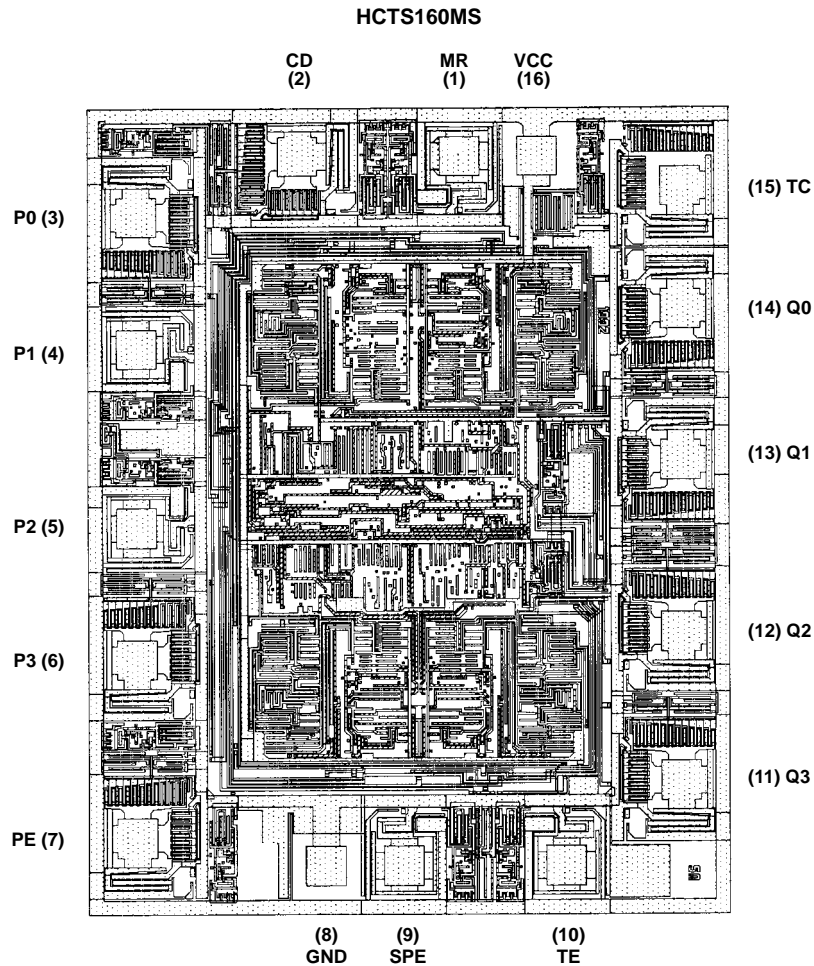 HCTS160MS
CD
(2)
MR
(1)
VCC
(16)
P0 (3)
P1 (4)
P2 (5)
P3 (6)
PE (7)
(15) TC
(14) Q0
(13) Q1
(12) Q2
(11) Q3
(8)
GND
(9)
SPE
(10)
TE